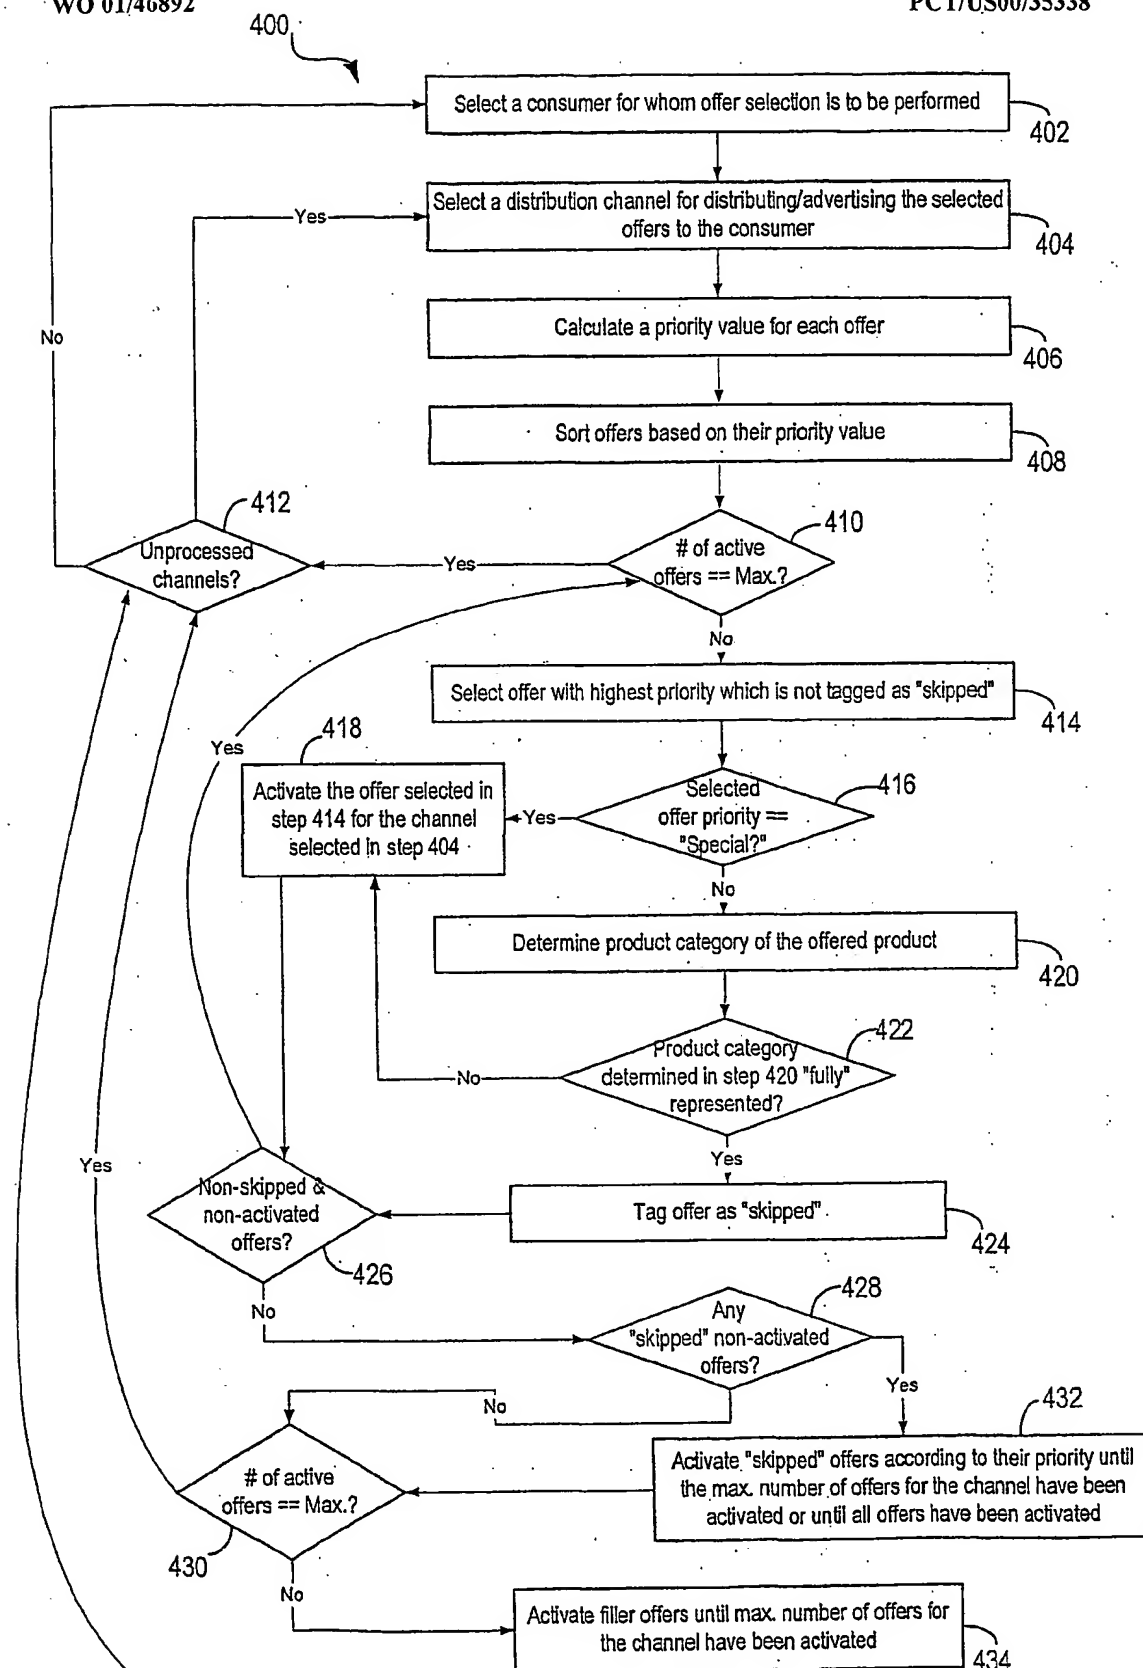 WO 01/46892
PCT/US00/35338
400
Select a consumer for whom offer selection is to be performed
402
Select a distribution channel for distributing/advertising the selected
offers to the consumer
404
Yes
Calculate a priority value for each offer
406
No
Sort offers based on their priority value
408
412
Unprocessed
channels?
Yes
410
# of active
offers == Max.?
No
Select offer with highest priority which is not tagged as "skipped"
414
418
Yes
Activate the offer selected in
step 414 for the channel
selected in step 404
Yes
Selected
offer priority ==
"Special?"
416
No
Determine product category of the offered product
420
422
Product category
determined in step 420 "fully"
represented?
No
Yes
Yes
Non-skipped &
non-activated
offers?
426
Tag offer as "skipped"
424
No
428
Any
"skipped" non-activated
offers?
Yes
No
432
Activate "skipped" offers according to their priority until
the max. number of offers for the channel have been
activated or until all offers have been activated
# of active
offers == Max.?
430
No
Activate filler offers until max. number of offers for
the channel have been activated
434